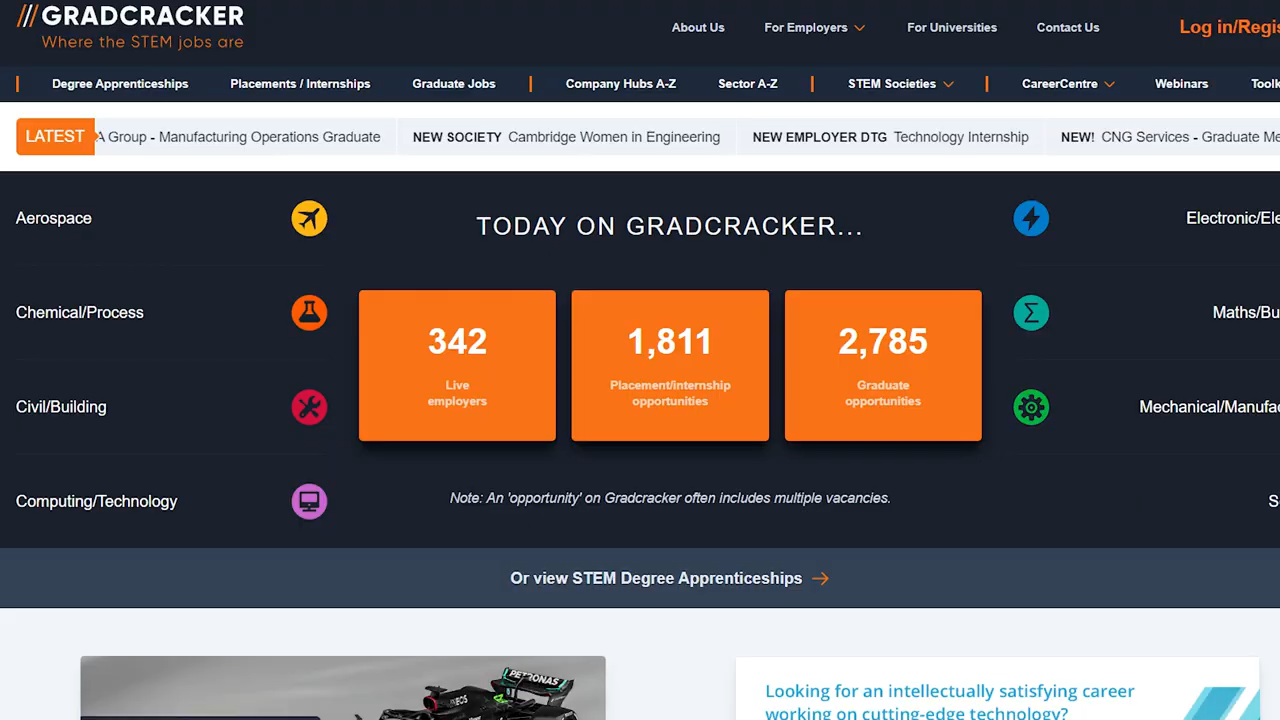 ///GRADCRACKER
Where the STEM jobs are
About Us
For Employers
For Universities
Contact Us
Log in/Regis
Degree Apprenticeships
Placements / Internships
Graduate Jobs
Company Hubs A-Z
Sector A-Z
STEM Societies
CareerCentre
Webinars
Toolk
LATEST
A Group - Manufacturing Operations Graduate
NEW SOCIETY Cambridge Women in Engineering
NEW EMPLOYER DTG Technology Internship
NEW! CNG Services - Graduate Me
Aerospace
Chemical/Process
Civil/Building
Computing/Technology
TODAY ON GRADCRACKER...
342
Live
employers
1,811
Placement/internship
opportunities
2,785
Graduate
opportunities
Note: An 'opportunity' on Gradcracker often includes multiple vacancies.
Electronic/Ele
Maths/Bu
Mechanical/Manufac
S
Or view STEM Degree Apprenticeships
PETRONAS
Looking for an intellectually satisfying career
working on cutting-edge technology?